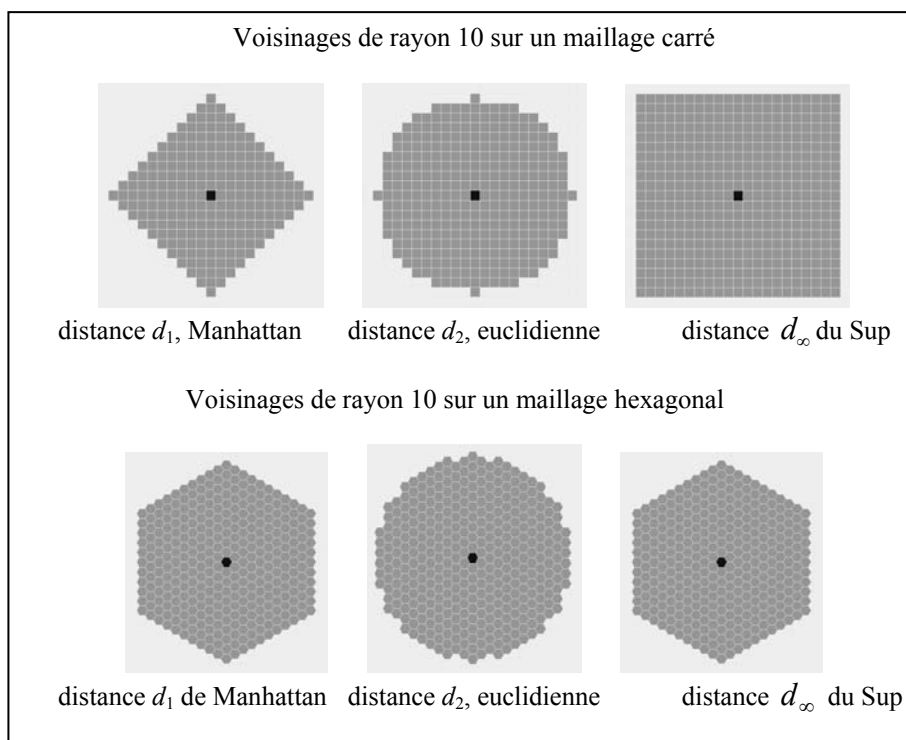 Voisinages de rayon 10 sur un maillage carré
distance d₁, Manhattan
distance d₂, euclidienne
distance d∞ du Sup
Voisinages de rayon 10 sur un maillage hexagonal
distance d₁ de Manhattan
distance d₂, euclidienne
distance d∞ du Sup